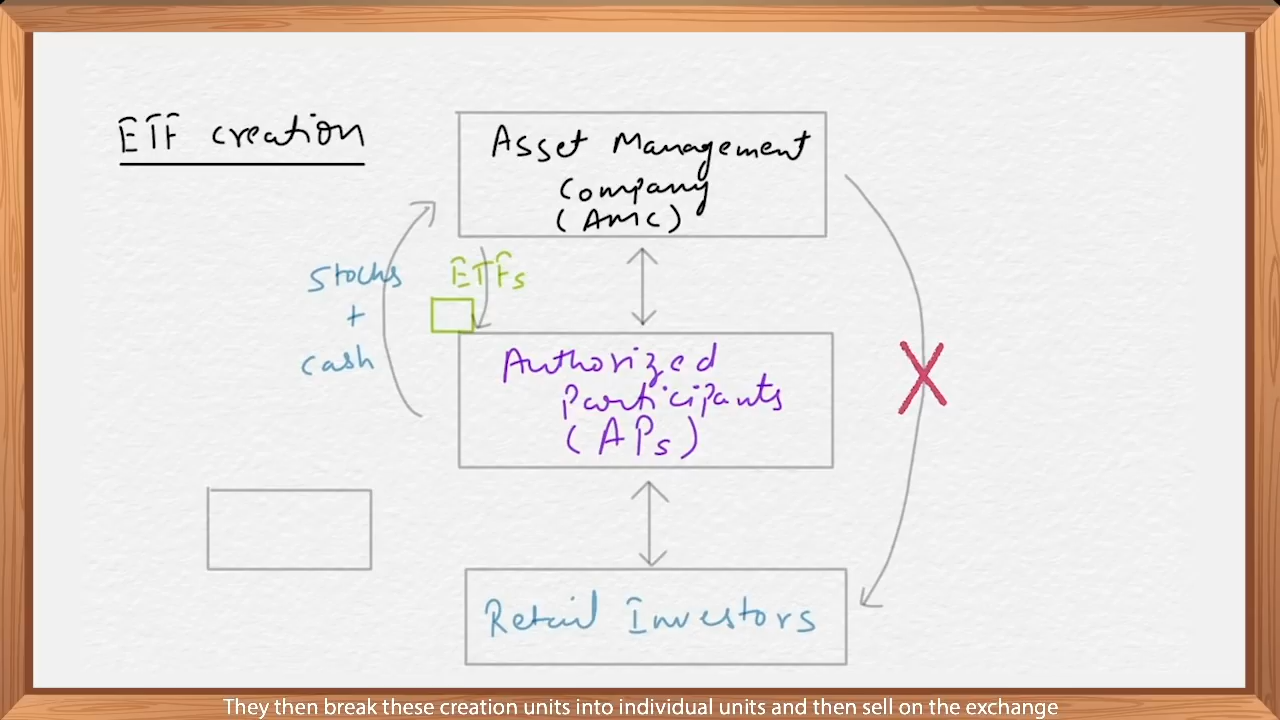 ETF creation
Asset Management
Company
(AMC)
Stocks
+
cash
ETFs
Authorized
Participants
(APs)
Retail Investors
They then break these creation units into individual units and then sell on the exchange